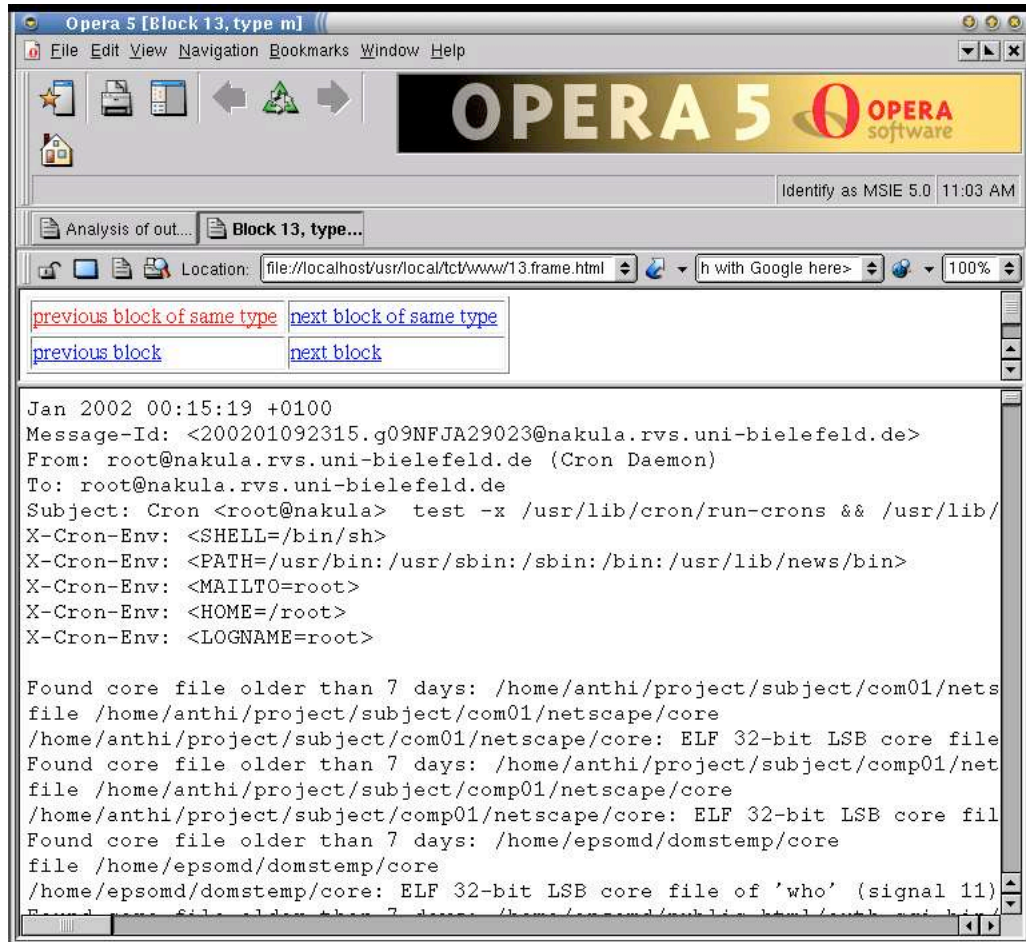 Opera 5 [Block 13, type m]
File Edit View Navigation Bookmarks Window Help
OPERA 5 OPERA software
Identify as MSIE 5.0 11:03 AM
Analysis of out.... Block 13, type...
Location: file://localhost/usr/local/tct/www/13.frame.html h with Google here> 100%
previous block of same type next block of same type
previous block next block
Jan 2002 00:15:19 +0100
Message-Id: <200201092315.g09NFJA29023@nakula.rvs.uni-bielefeld.de>
From: root@nakula.rvs.uni-bielefeld.de (Cron Daemon)
To: root@nakula.rvs.uni-bielefeld.de
Subject: Cron <root@nakula>  test -x /usr/lib/cron/run-crons && /usr/lib/
X-Cron-Env: <SHELL=/bin/sh>
X-Cron-Env: <PATH=/usr/bin:/usr/sbin:/sbin:/bin:/usr/lib/news/bin>
X-Cron-Env: <MAILTO=root>
X-Cron-Env: <HOME=/root>
X-Cron-Env: <LOGNAME=root>
Found core file older than 7 days: /home/anthi/project/subject/com01/nets
file /home/anthi/project/subject/com01/netscape/core
/home/anthi/project/subject/com01/netscape/core: ELF 32-bit LSB core file
Found core file older than 7 days: /home/anthi/project/subject/comp01/net
file /home/anthi/project/subject/comp01/netscape/core
/home/anthi/project/subject/comp01/netscape/core: ELF 32-bit LSB core fil
Found core file older than 7 days: /home/epsomd/domstemp/core
file /home/epsomd/domstemp/core
/home/epsomd/domstemp/core: ELF 32-bit LSB core file of 'who' (signal 11)